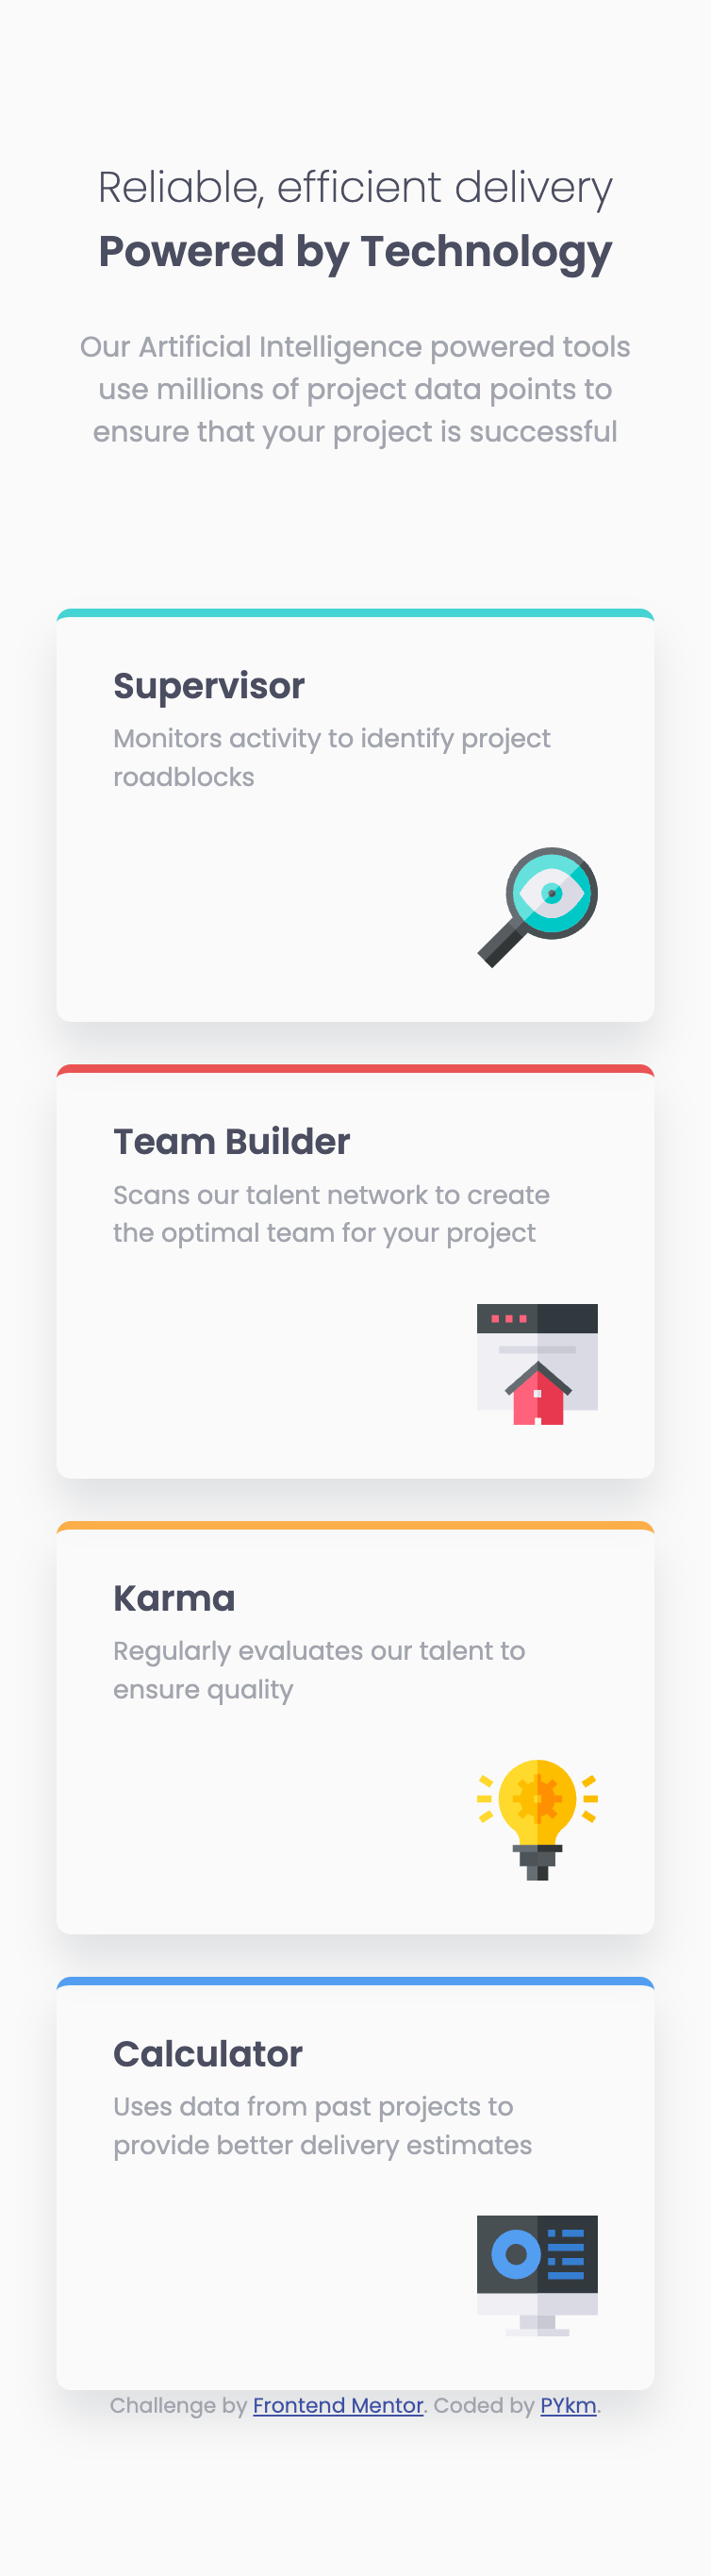 Reliable, efficient delivery
Powered by Technology
Our Artificial Intelligence powered tools
use millions of project data points to
ensure that your project is successful
Supervisor
Monitors activity to identify project
roadblocks
Team Builder
Scans our talent network to create
the optimal team for your project
Karma
Regularly evaluates our talent to
ensure quality
Calculator
Uses data from past projects to
provide better delivery estimates
Challenge by Frontend Mentor. Coded by PYkm.